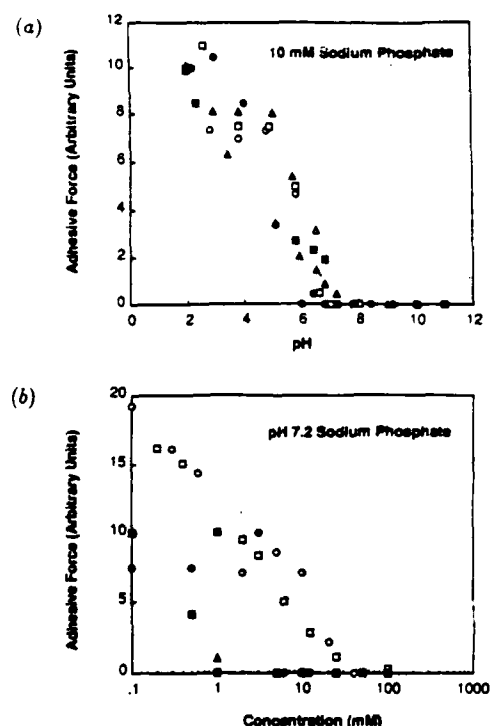 (a)
12
10
8
6
4
2
0
Adhesive Force (Arbitrary Units)
10 mM Sodium Phosphate
0 2 4 6 8 10 12
pH
(b)
20
15
10
5
0
Adhesive Force (Arbitrary Units)
pH 7.2 Sodium Phosphate
.1 1 10 100 1000
Concentration (mM)